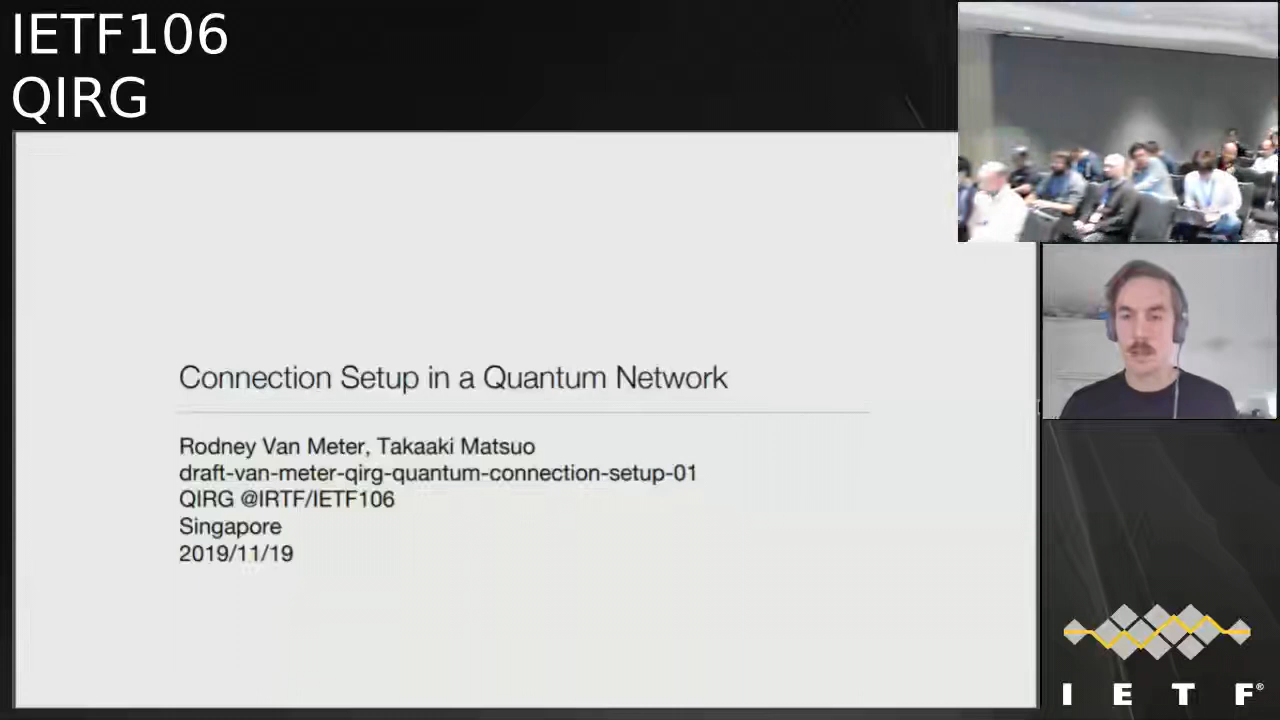 IETF106
QIRG
Connection Setup in a Quantum Network
Rodney Van Meter, Takaaki Matsuo
draft-van-meter-qirg-quantum-connection-setup-01
QIRG @IRTF/IETF106
Singapore
2019/11/19
I E T F®